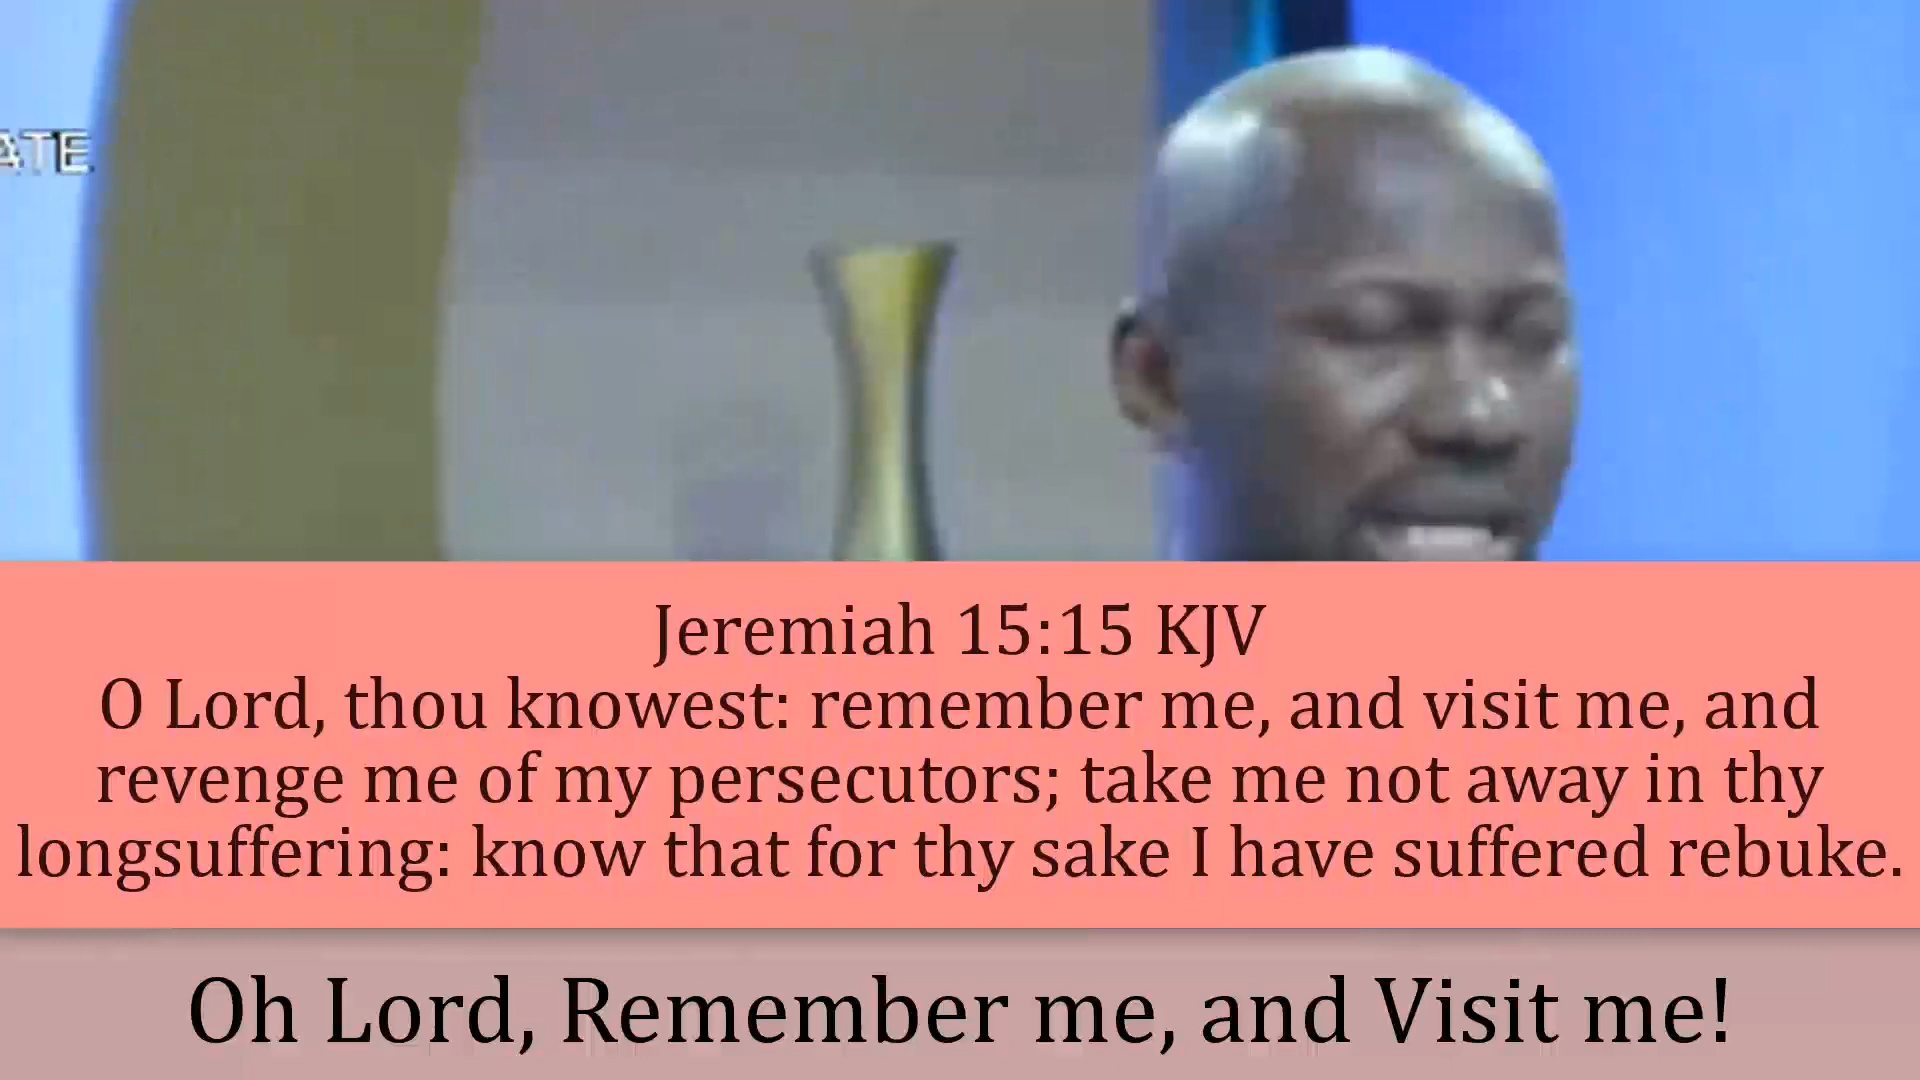 ATE
Jeremiah 15:15 KJV
O Lord, thou knowest: remember me, and visit me, and
revenge me of my persecutors; take me not away in thy
longsuffering: know that for thy sake I have suffered rebuke.
Oh Lord, Remember me, and Visit me!